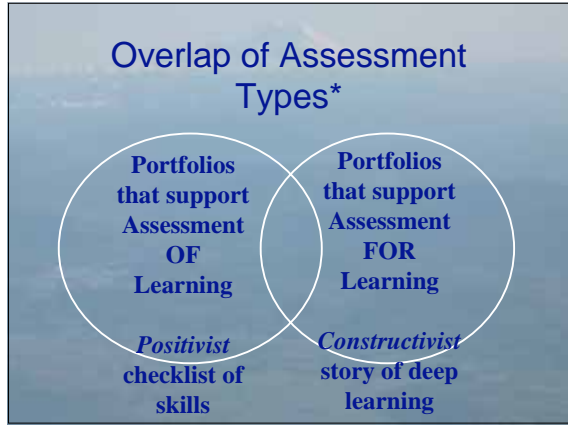 Overlap of Assessment
Types*
Portfolios
that support
Assessment
OF
Learning
Positivist
checklist of
skills
Portfolios
that support
Assessment
FOR
Learning
Constructivist
story of deep
learning